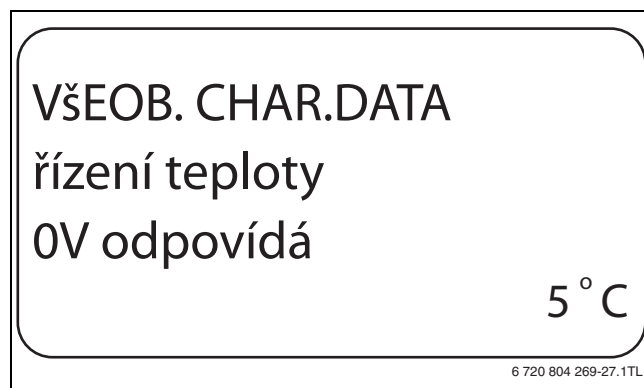 VšEOB. CHAR.DATA
řízení teploty
0V odpovídá
5 °C
6 720 804 269-27.1TL